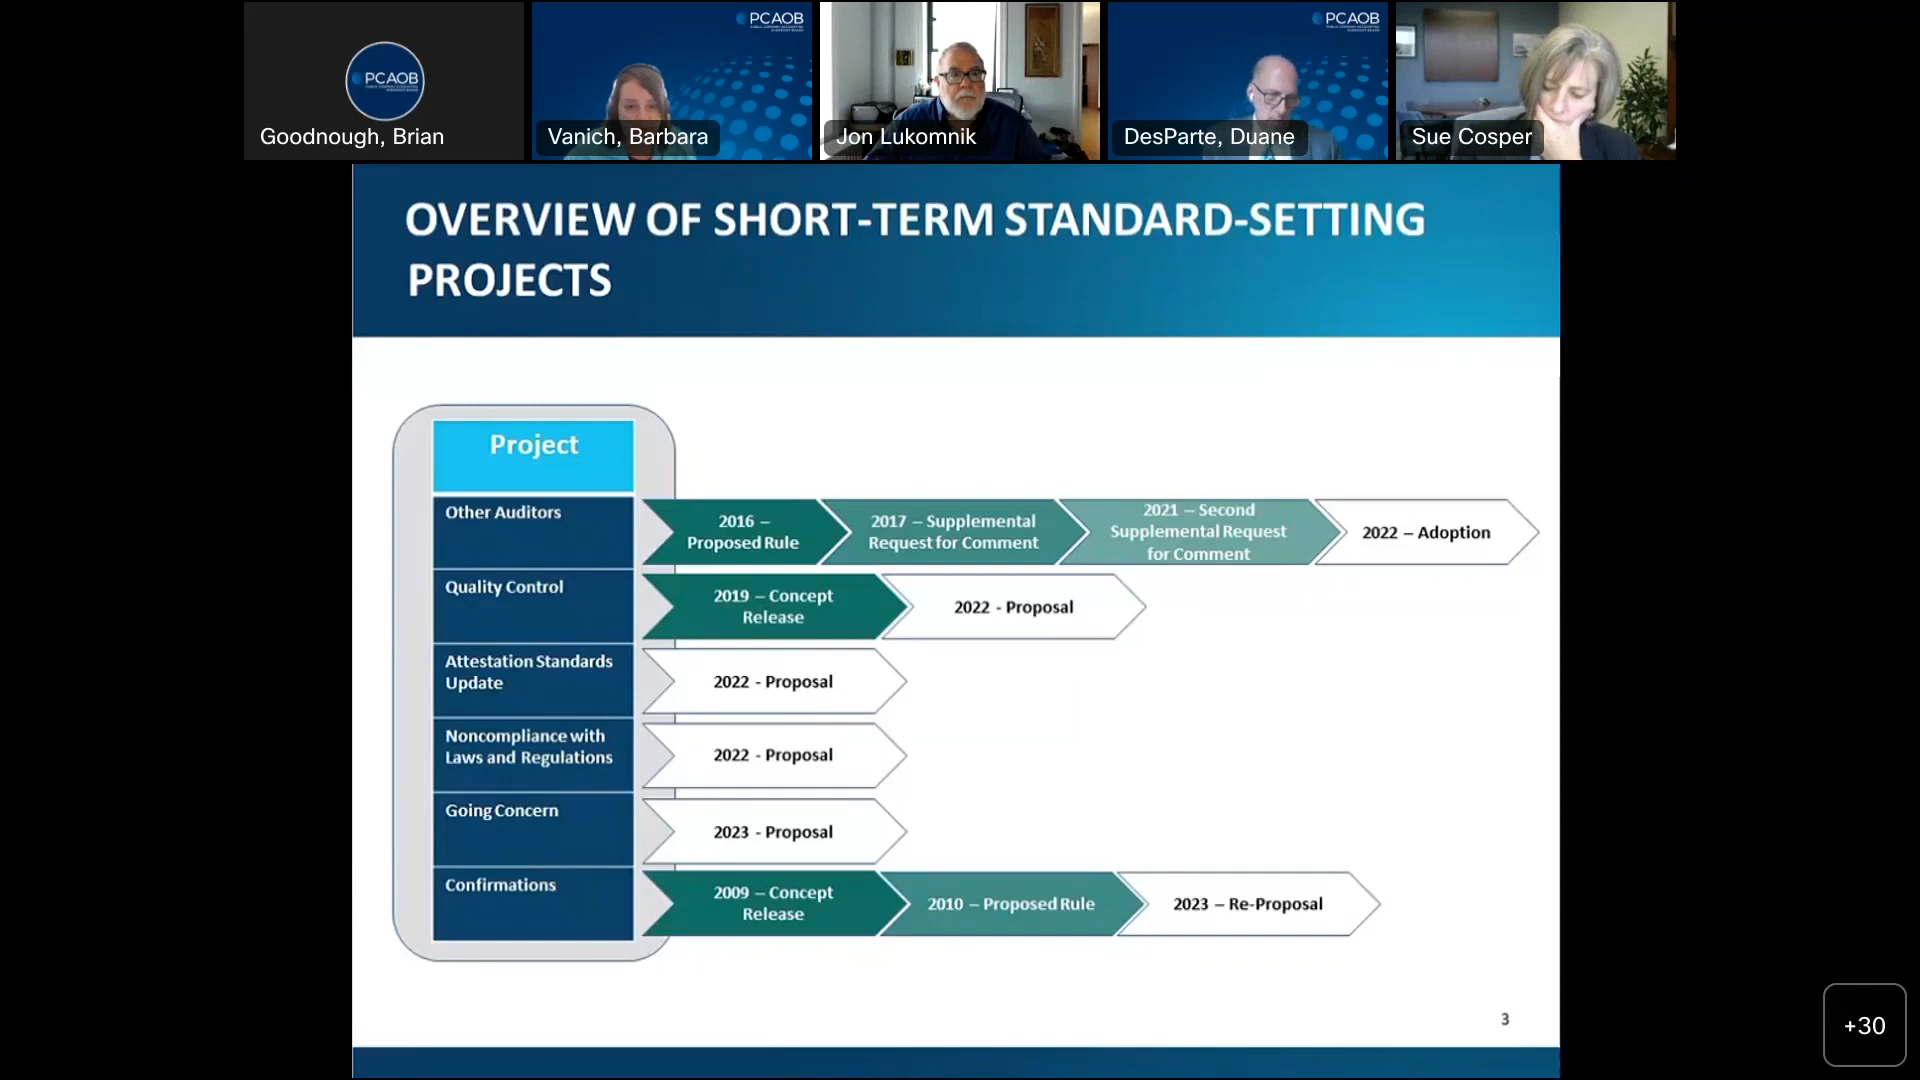 PCAOB
Goodnough, Brian
PCAOB
Vanich, Barbara
Jon Lukomnik
PCAOB
DesParte, Duane
Sue Cosper
OVERVIEW OF SHORT-TERM STANDARD-SETTING
PROJECTS
Project
Other Auditors
2016 –
Proposed Rule
2017 – Supplemental
Request for Comment
2021 – Second
Supplemental Request
for Comment
2022 – Adoption
Quality Control
2019 – Concept
Release
2022 - Proposal
Attestation Standards
Update
2022 - Proposal
Noncompliance with
Laws and Regulations
2022 - Proposal
Going Concern
2023 - Proposal
Confirmations
2009 – Concept
Release
2010 – Proposed Rule
2023 – Re-Proposal
3
+30